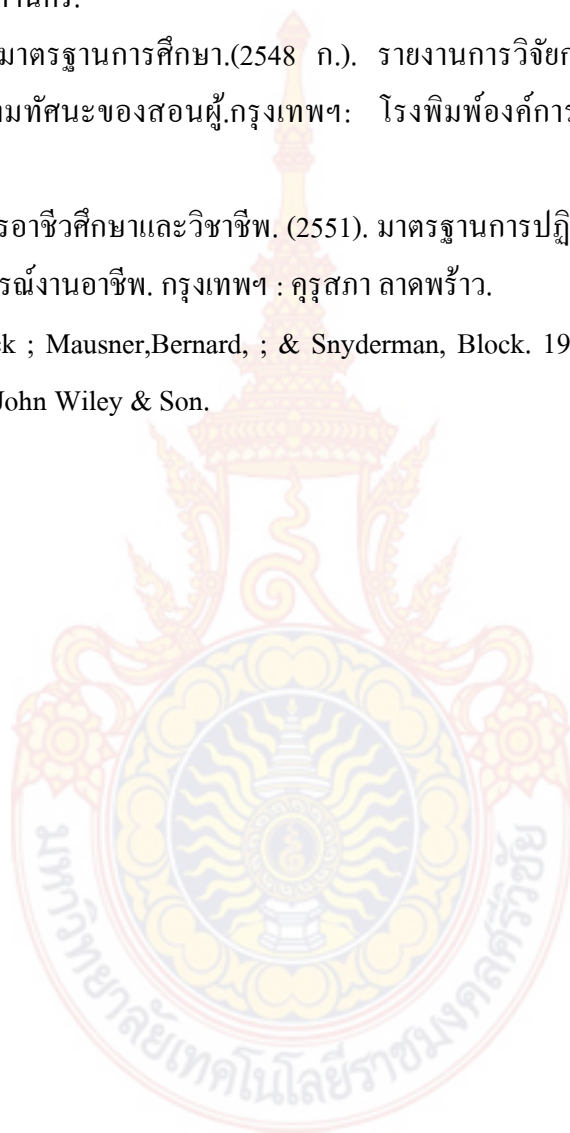 มาตรฐานการศึกษา.(2548 ก.). รายงานการวิจัย
ามทัศนะของสอนผู้.กรุงเทพฯ: โรงพิมพ์องค์การ
รอาชีวศึกษาและวิชาชีพ. (2551). มาตรฐานการปฏิ
รณ์งานอาชีพ. กรุงเทพฯ : คุรุสภา ลาดพร้าว.
ck ; Mausner,Bernard, ; & Snyderman, Block. 19
John Wiley & Son.
มหาวิทยาลัยเทคโนโลยีราชมงคลศรีวิชัย